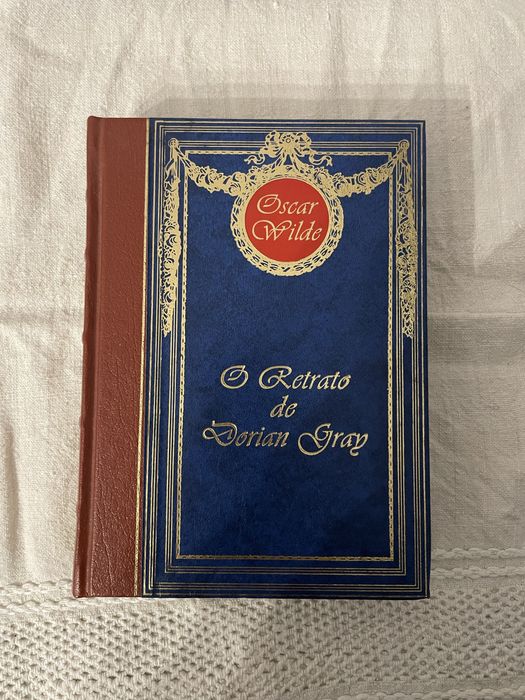 Oscar
Wilde
O Retrato
de
Dorian Gray